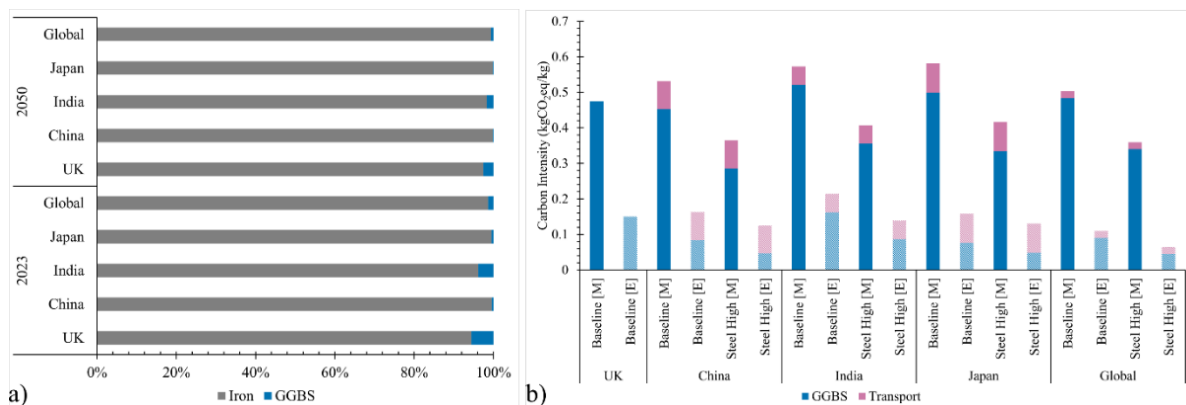 2050
Global
Japan
India
China
UK
2023
Global
Japan
India
China
UK
0% 20% 40% 60% 80% 100%
Iron GGBS
a)
Carbon Intensity (kgCO₂eq/kg)
0.7
0.6
0.5
0.4
0.3
0.2
0.1
0
Baseline [M]
Baseline [E]
Baseline [M]
Baseline [E]
Steel High [M]
Steel High [E]
Baseline [M]
Baseline [E]
Steel High [M]
Steel High [E]
Baseline [M]
Baseline [E]
Steel High [M]
Steel High [E]
Baseline [M]
Baseline [E]
Steel High [M]
Steel High [E]
UK China India Japan Global
GGBS Transport
b)